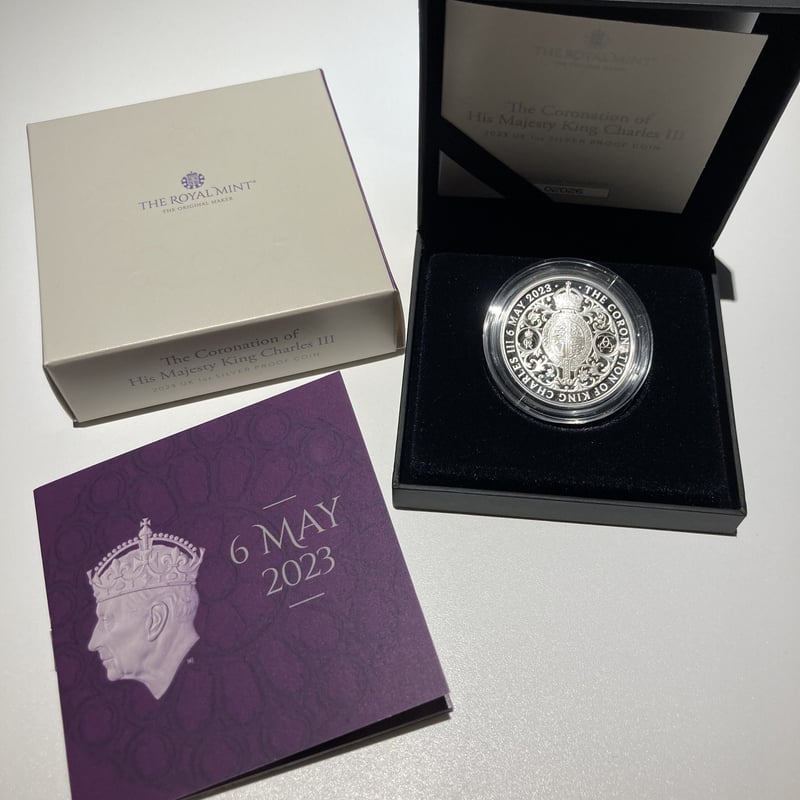 THE ROYAL MINT®
THE ORIGINAL MAKER
The Coronation of
His Majesty King Charles III
2023 UK 1oz SILVER PROOF COIN
THE ROYAL MINT®
The Coronation of
His Majesty King Charles III
2023 UK 1oz SILVER PROOF COIN
· THE CORONATION OF KING CHARLES III 6 MAY 2023 ·
6 MAY
2023